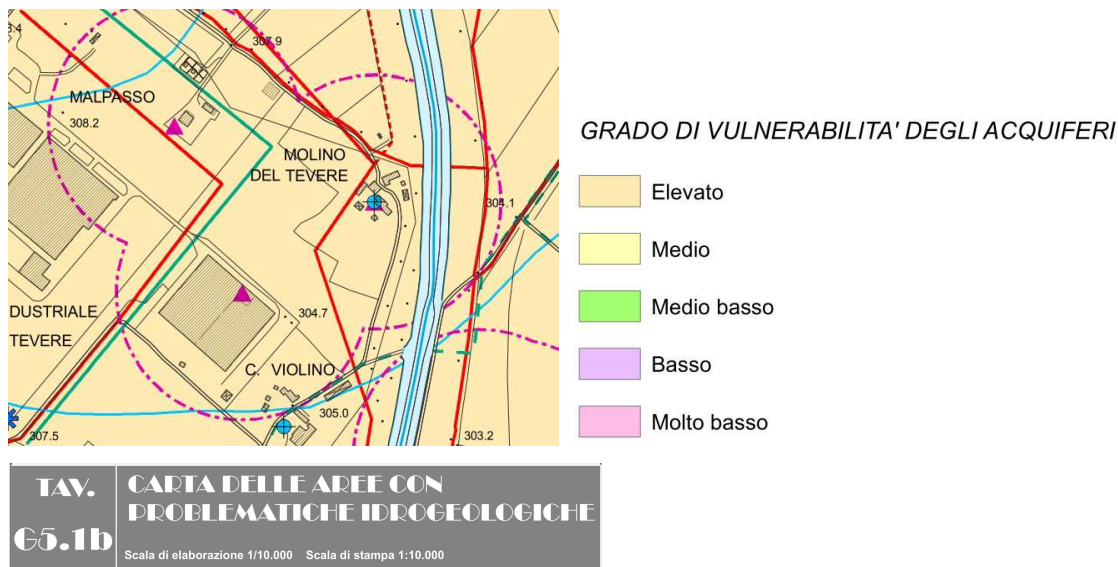 307.9
MALPASSO
308.2
MOLINO
DEL TEVERE
304.1
DUSTRIALE
TEVERE
304.7
C. VIOLINO
305.0
307.5
303.2
GRADO DI VULNERABILITA' DEGLI ACQUIFERI
Elevato
Medio
Medio basso
Basso
Molto basso
TAV.
G5.1b
CARTA DELLE AREE CON
PROBLEMATICHE IDROGEOLOGICHE
Scala di elaborazione 1/10.000 Scala di stampa 1:10.000